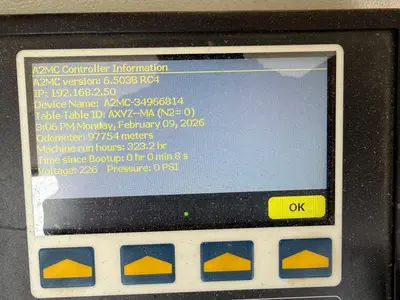 A2MC Controller Information
A2MC version: 6.503B RC4
IP: 192.168.2.50
Device Name: A2MC-34966814
Table Table ID: AXYZ--MA (N2= 0)
3:06 PM Monday, February 09, 2026
Odometer: 97754 meters
Machine run hours: 323.2 hr
Time since Bootup: 0 hr 0 min 8 s
Voltage: 226 Pressure: 0 PSI
OK